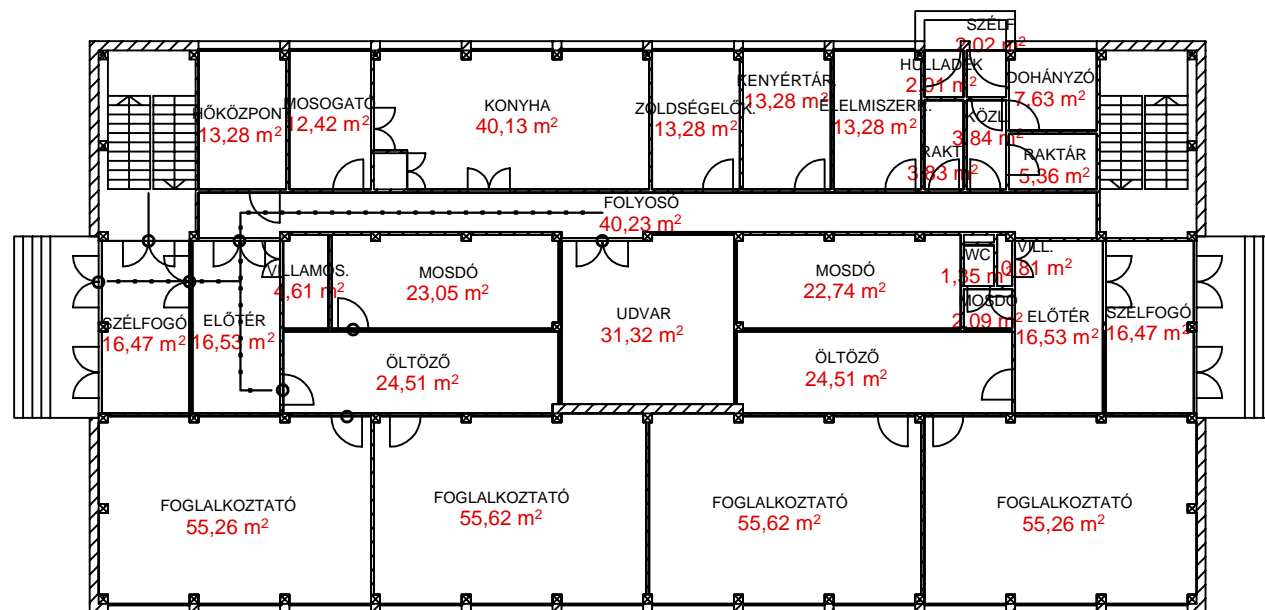 SZÉLF.
2,02 m²
HŐKÖZPON
13,28 m²
MOSOGATÓ
12,42 m²
KONYHA
40,13 m²
ZÖLDSÉGELŐK.
13,28 m²
KENYÉRTÁR.
13,28 m²
ÉLELMISZERR.
13,28 m²
HULLADÉK
2,01 m²
DOHÁNYZÓ
7,63 m²
KÖZL.
3,84 m²
RAKT.
3,83 m²
RAKTÁR
5,36 m²
FOLYOSÓ
40,23 m²
VILLAMOS.
4,61 m²
MOSDÓ
23,05 m²
MOSDÓ
22,74 m²
WC
1,35 m²
VILL.
0,81 m²
MOSDÓ
2,09 m²
SZÉLFOGÓ
16,47 m²
ELŐTÉR
16,53 m²
UDVAR
31,32 m²
ELŐTÉR
16,53 m²
SZÉLFOGÓ
16,47 m²
ÖLTÖZŐ
24,51 m²
ÖLTÖZŐ
24,51 m²
FOGLALKOZTATÓ
55,26 m²
FOGLALKOZTATÓ
55,62 m²
FOGLALKOZTATÓ
55,62 m²
FOGLALKOZTATÓ
55,26 m²